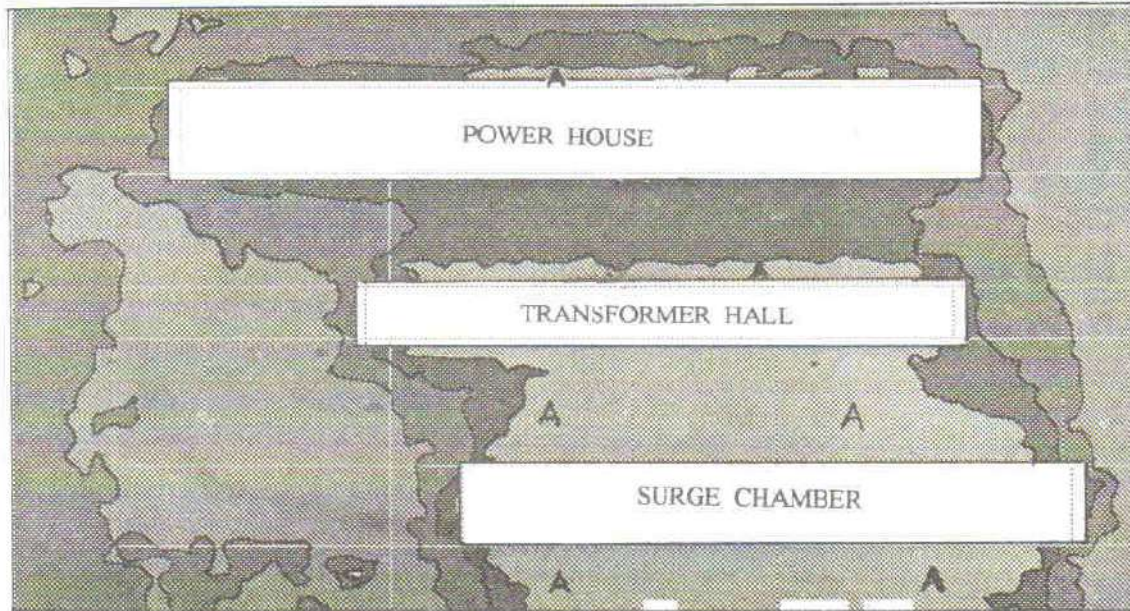 A
POWER HOUSE
A
TRANSFORMER HALL
A A
SURGE CHAMBER
A A